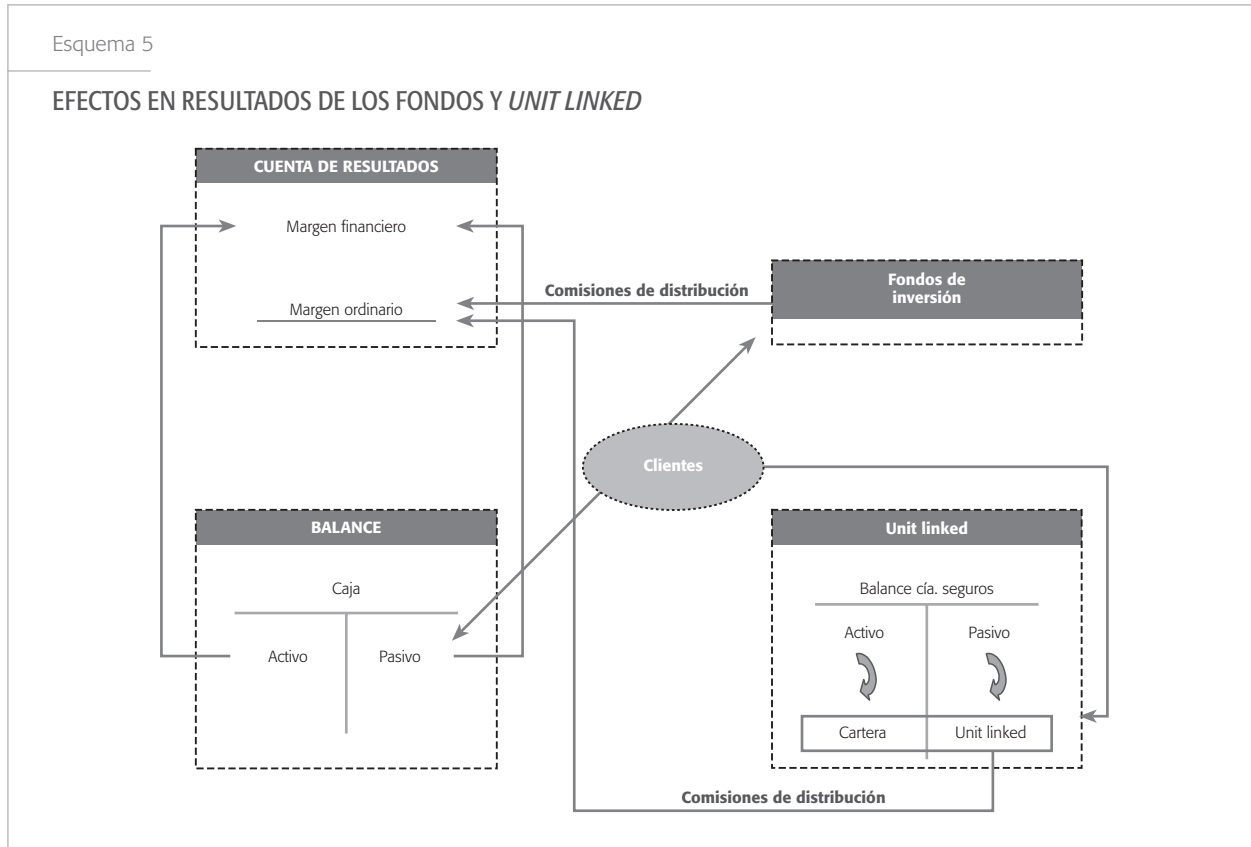 Esquema 5
EFECTOS EN RESULTADOS DE LOS FONDOS Y UNIT LINKED
CUENTA DE RESULTADOS
Margen financiero
Margen ordinario
Comisiones de distribución
Fondos de
inversión
Clientes
BALANCE
Caja
Activo
Pasivo
Unit linked
Balance cía. seguros
Activo
Pasivo
Cartera
Unit linked
Comisiones de distribución